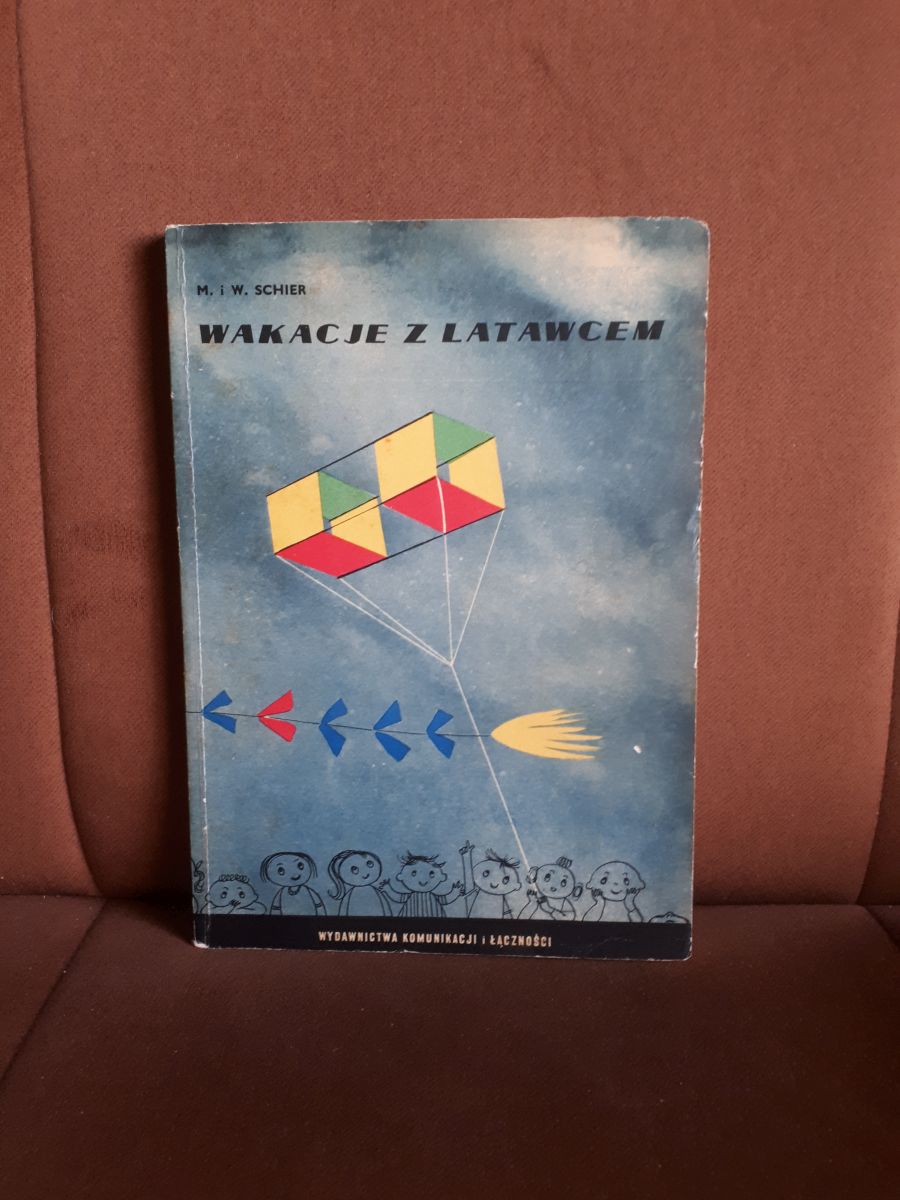 M. i W. SCHIER
WAKACJE Z LATAWCEM
WYDAWNICTWA KOMUNIKACJI i ŁĄCZNOŚCI